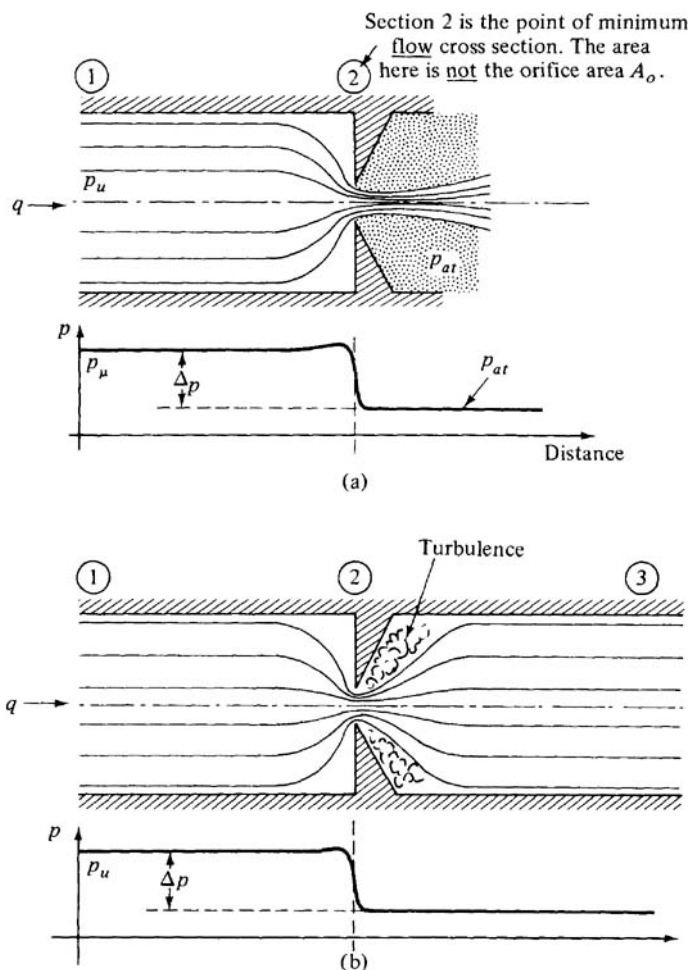 Section 2 is the point of minimum
flow cross section. The area
here is not the orifice area A_o.
1
2
p_u
q
p_at
p
p_μ
Δp
p_at
Distance
(a)
1
2
3
Turbulence
q
p
p_u
Δp
(b)